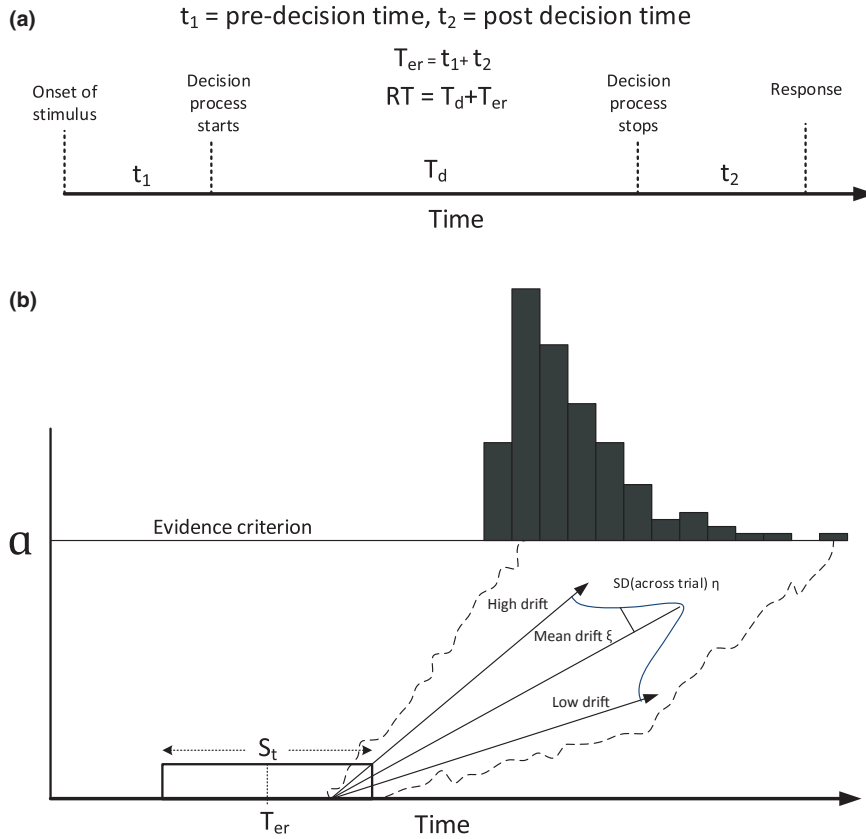 (a)
t₁ = pre-decision time, t₂ = post decision time
Tₑᵣ = t₁+ t₂
RT = T_d+Tₑᵣ
Onset of
stimulus
Decision
process
starts
Decision
process
stops
Response
t₁
T_d
t₂
Time
(b)
Evidence criterion
ɑ
SD(across trial) η
High drift
Mean drift ξ
Low drift
Sₜ
Tₑᵣ
Time